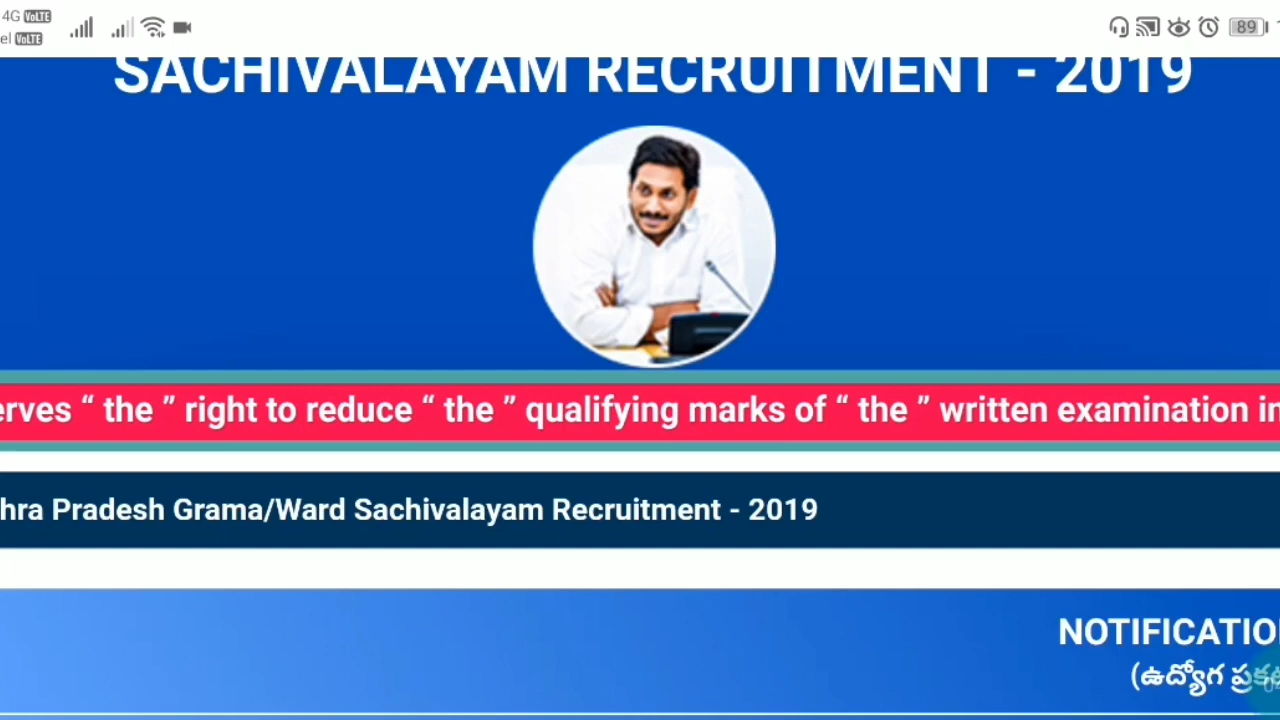 4G VoLTE
el VoLTE
89
SACHIVALAYAM RECRUITMENT - 2019
erves “ the ” right to reduce “ the ” qualifying marks of “ the ” written examination in
hra Pradesh Grama/Ward Sachivalayam Recruitment - 2019
NOTIFICATIO
(ఉద్యోగ ప్రక